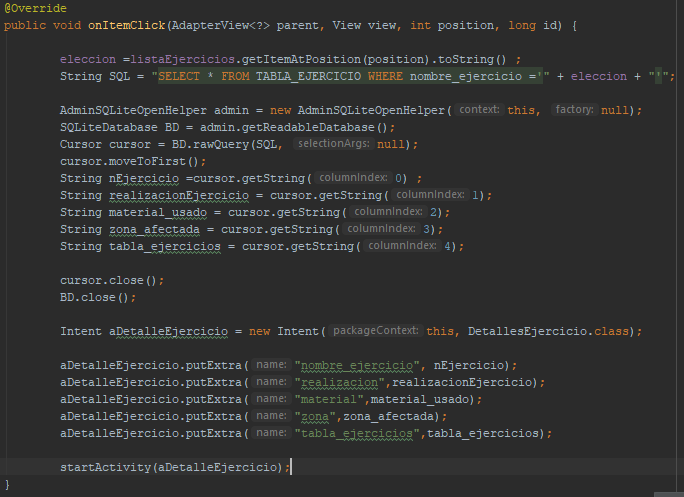 @Override
public void onItemClick(AdapterView<?> parent, View view, int position, long id) {
eleccion =listaEjercicios.getItemAtPosition(position).toString() ;
String SQL = "SELECT * FROM TABLA_EJERCICIO WHERE nombre_ejercicio ='" + eleccion + "'";
AdminSQLiteOpenHelper admin = new AdminSQLiteOpenHelper( context: this, factory: null);
SQLiteDatabase BD = admin.getReadableDatabase();
Cursor cursor = BD.rawQuery(SQL, selectionArgs: null);
cursor.moveToFirst();
String nEjercicio =cursor.getString( columnIndex: 0) ;
String realizacionEjercicio = cursor.getString( columnIndex: 1);
String material_usado = cursor.getString( columnIndex: 2);
String zona_afectada = cursor.getString( columnIndex: 3);
String tabla_ejercicios = cursor.getString( columnIndex: 4);
cursor.close();
BD.close();
Intent aDetalleEjercicio = new Intent( packageContext: this, DetallesEjercicio.class);
aDetalleEjercicio.putExtra( name: "nombre_ejercicio", nEjercicio);
aDetalleEjercicio.putExtra( name: "realizacion",realizacionEjercicio);
aDetalleEjercicio.putExtra( name: "material",material_usado);
aDetalleEjercicio.putExtra( name: "zona",zona_afectada);
aDetalleEjercicio.putExtra( name: "tabla_ejercicios",tabla_ejercicios);
startActivity(aDetalleEjercicio);
}